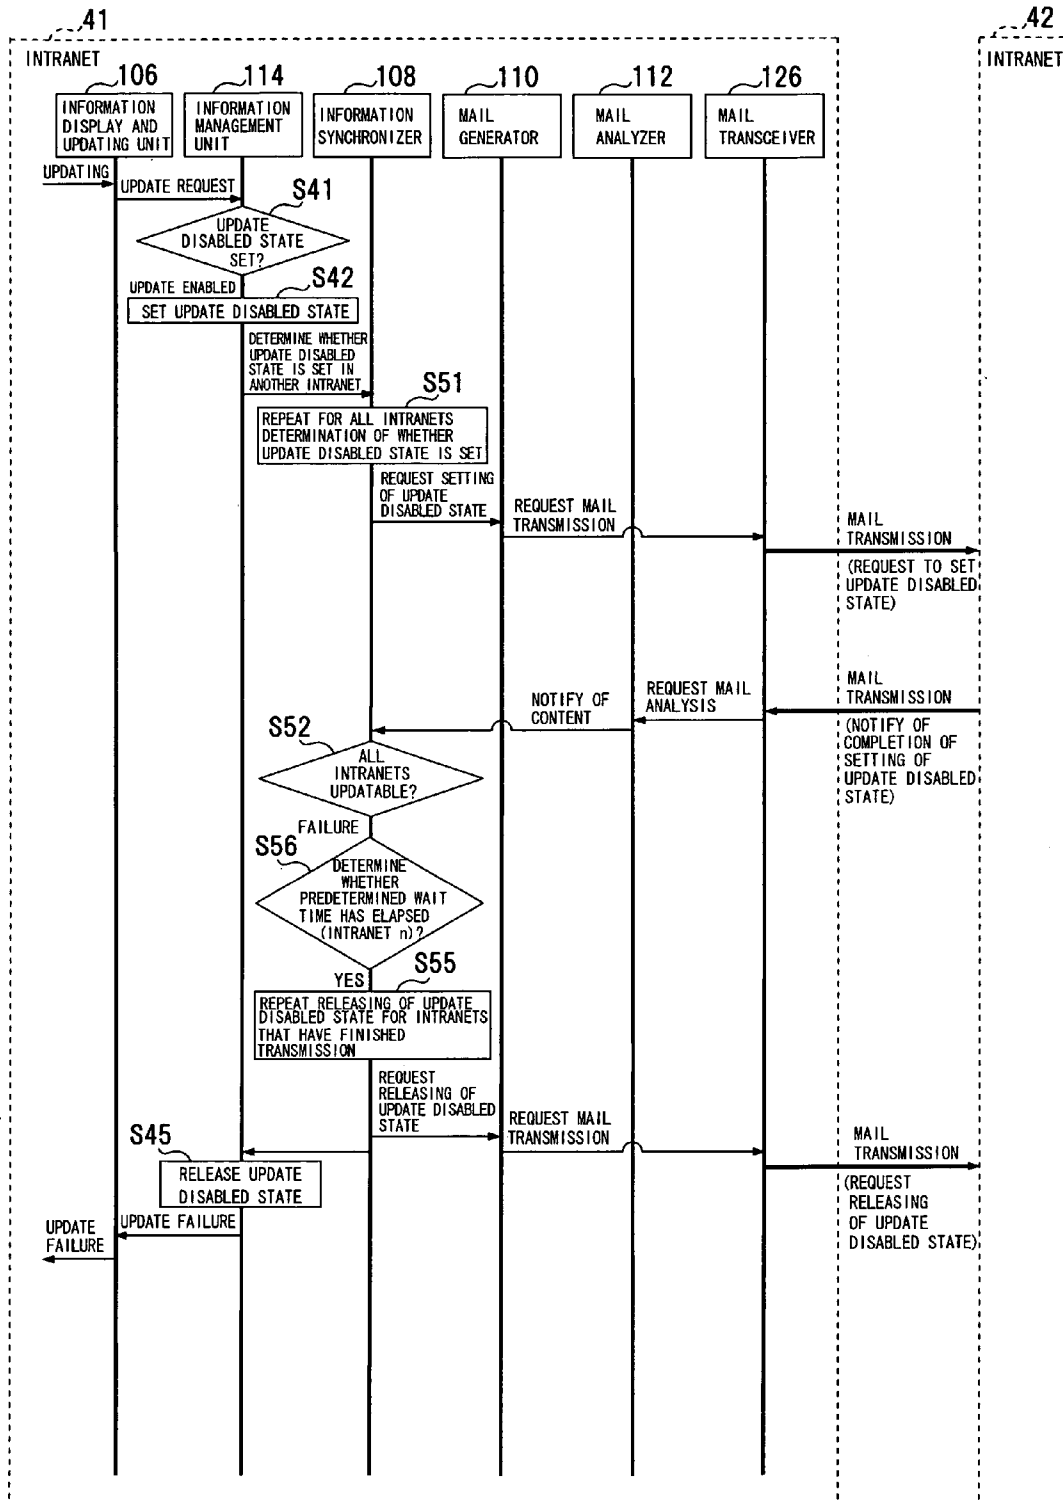 41
42
INTRANET
INTRANET
106
114
108
110
112
126
INFORMATION
DISPLAY AND
UPDATING UNIT
INFORMATION
MANAGEMENT
UNIT
INFORMATION
SYNCHRONIZER
MAIL
GENERATOR
MAIL
ANALYZER
MAIL
TRANSCEIVER
UPDATING
UPDATE REQUEST
S41
UPDATE
DISABLED STATE
SET?
UPDATE ENABLED
S42
SET UPDATE DISABLED STATE
DETERMINE WHETHER
UPDATE DISABLED
STATE IS SET IN
ANOTHER INTRANET
S51
REPEAT FOR ALL INTRANETS
DETERMINATION OF WHETHER
UPDATE DISABLED STATE IS SET
REQUEST SETTING
OF UPDATE
DISABLED STATE
REQUEST MAIL
TRANSMISSION
MAIL
TRANSMISSION
(REQUEST TO SET
UPDATE DISABLED
STATE)
MAIL
TRANSMISSION
(NOTIFY OF
COMPLETION OF
SETTING OF
UPDATE DISABLED
STATE)
REQUEST MAIL
ANALYSIS
NOTIFY OF
CONTENT
S52
ALL
INTRANETS
UPDATABLE?
FAILURE
S56
DETERMINE
WHETHER
PREDETERMINED WAIT
TIME HAS ELAPSED
(INTRANET n)?
YES
S55
REPEAT RELEASING OF UPDATE
DISABLED STATE FOR INTRANETS
THAT HAVE FINISHED
TRANSMISSION
REQUEST
RELEASING OF
UPDATE DISABLED
STATE
REQUEST MAIL
TRANSMISSION
MAIL
TRANSMISSION
(REQUEST
RELEASING
OF UPDATE
DISABLED STATE)
S45
RELEASE UPDATE
DISABLED STATE
UPDATE FAILURE
UPDATE
FAILURE